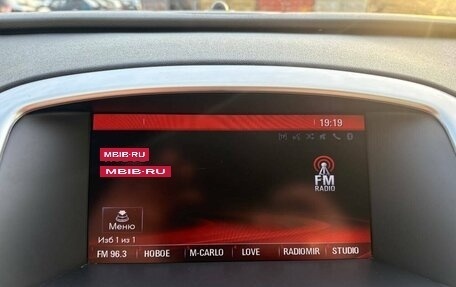 19:19
MBIB·RU
MBIB·RU
FM
RADIO
Меню
Изб 1 из 1
FM 96.3 НОВОЕ M-CARLO LOVE RADIOMIR STUDIO